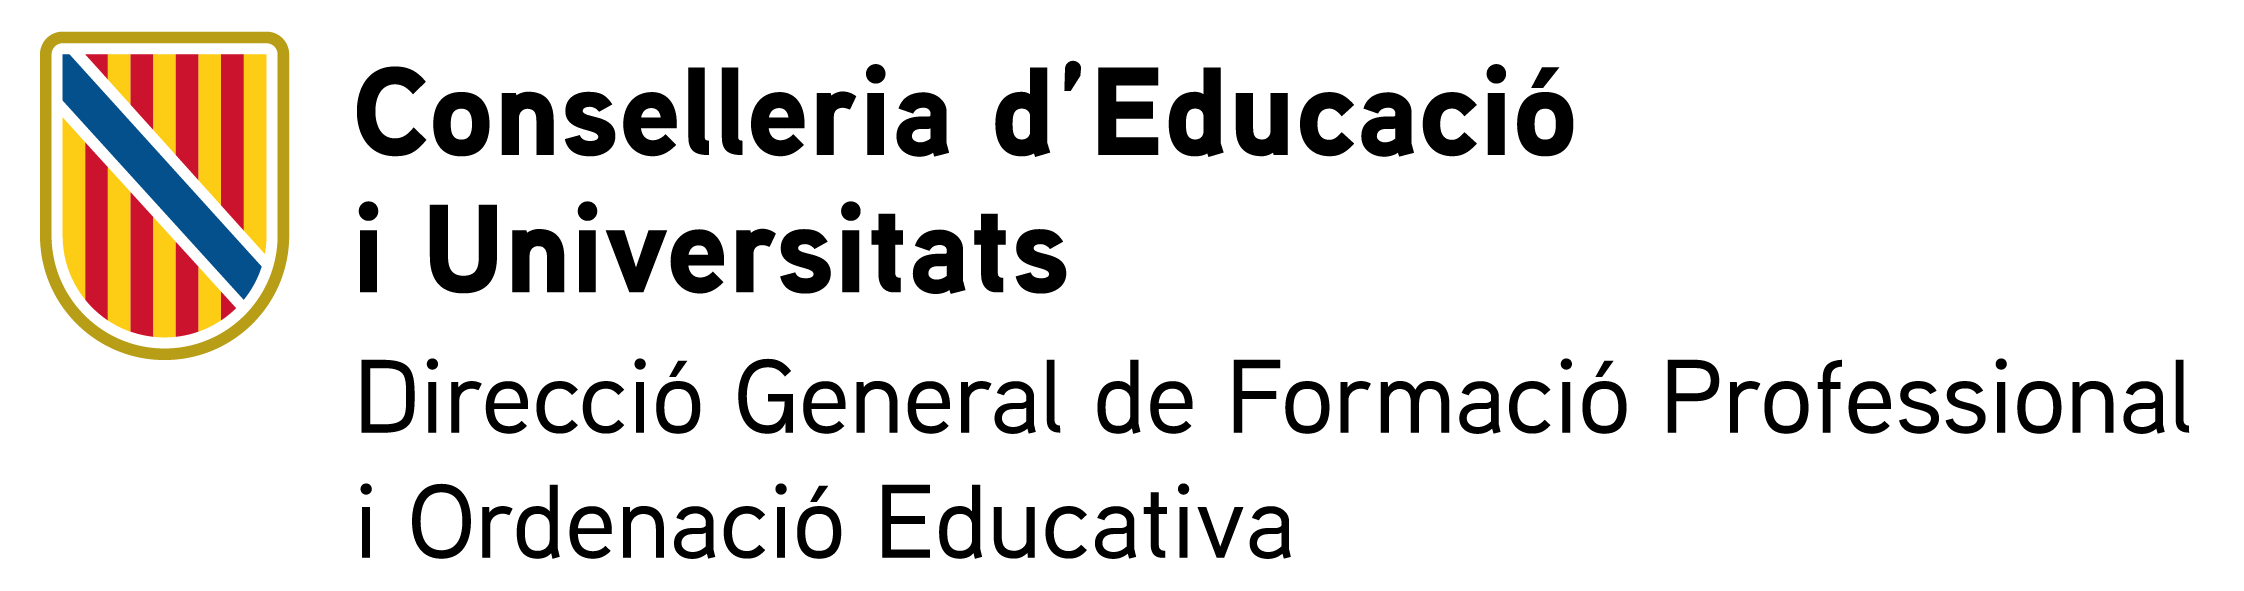 Conselleria d’Educació
i Universitats
Direcció General de Formació Professional
i Ordenació Educativa